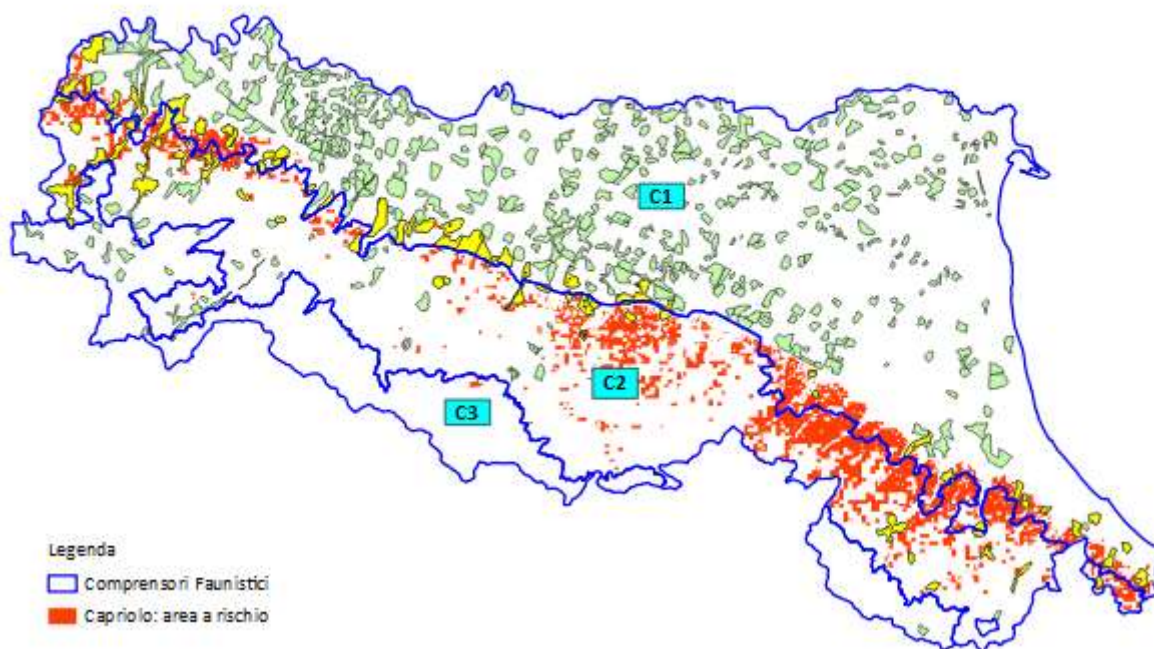 C1
C2
C3
Legenda
Comprensori Faunistici
Capriolo: area a rischio